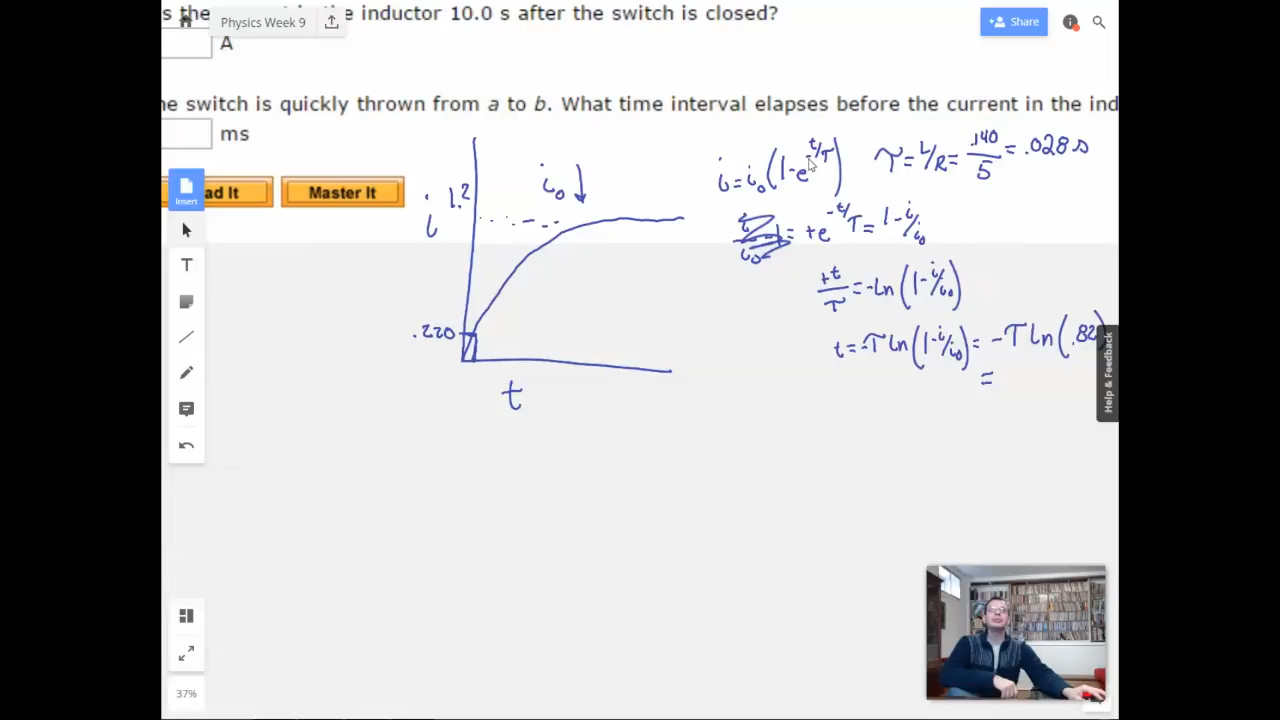 s the in the inductor 10.0 s after the switch is closed?
Physics Week 9
Share
A
he switch is quickly thrown from a to b. What time interval elapses before the current in the ind
ms
ad It
Master It
Insert
T
37%
Help & Feedback
i
1.2
i₀ ↓
.220
t
i = i₀(1-e^-t/τ)
τ = L/R = .140/5 = .028 s
= +e^-t/τ = 1-i/i₀
+t/τ = -ln(1-i/i₀)
t = -τ ln(1-i/i₀) = -τ ln(.82)
=